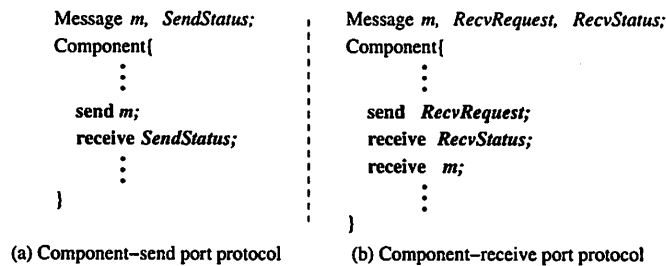 Message m, SendStatus;
Component{
send m;
receive SendStatus;
}
(a) Component–send port protocol
Message m, RecvRequest, RecvStatus;
Component{
send RecvRequest;
receive RecvStatus;
receive m;
}
(b) Component–receive port protocol